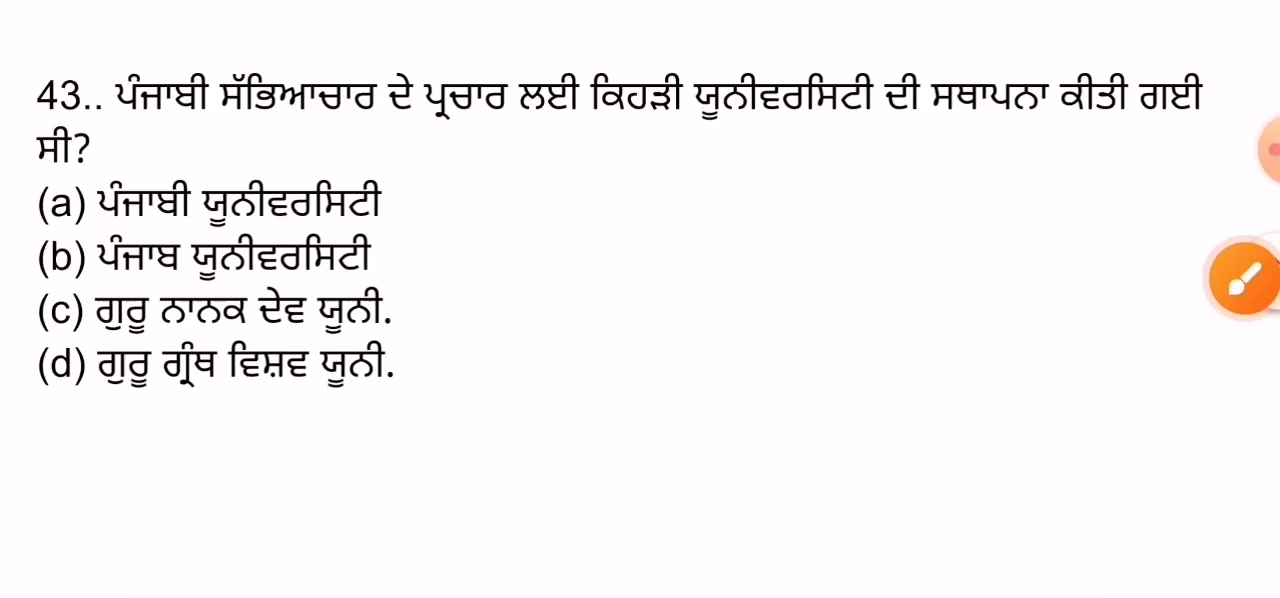 43.. ਪੰਜਾਬੀ ਸੱਭਿਆਚਾਰ ਦੇ ਪ੍ਰਚਾਰ ਲਈ ਕਿਹੜੀ ਯੂਨੀਵਰਸਿਟੀ ਦੀ ਸਥਾਪਨਾ ਕੀਤੀ ਗਈ
ਸੀ?
(a) ਪੰਜਾਬੀ ਯੂਨੀਵਰਸਿਟੀ
(b) ਪੰਜਾਬ ਯੂਨੀਵਰਸਿਟੀ
(c) ਗੁਰੂ ਨਾਨਕ ਦੇਵ ਯੂਨੀ.
(d) ਗੁਰੂ ਗ੍ਰੰਥ ਵਿਸ਼ਵ ਯੂਨੀ.